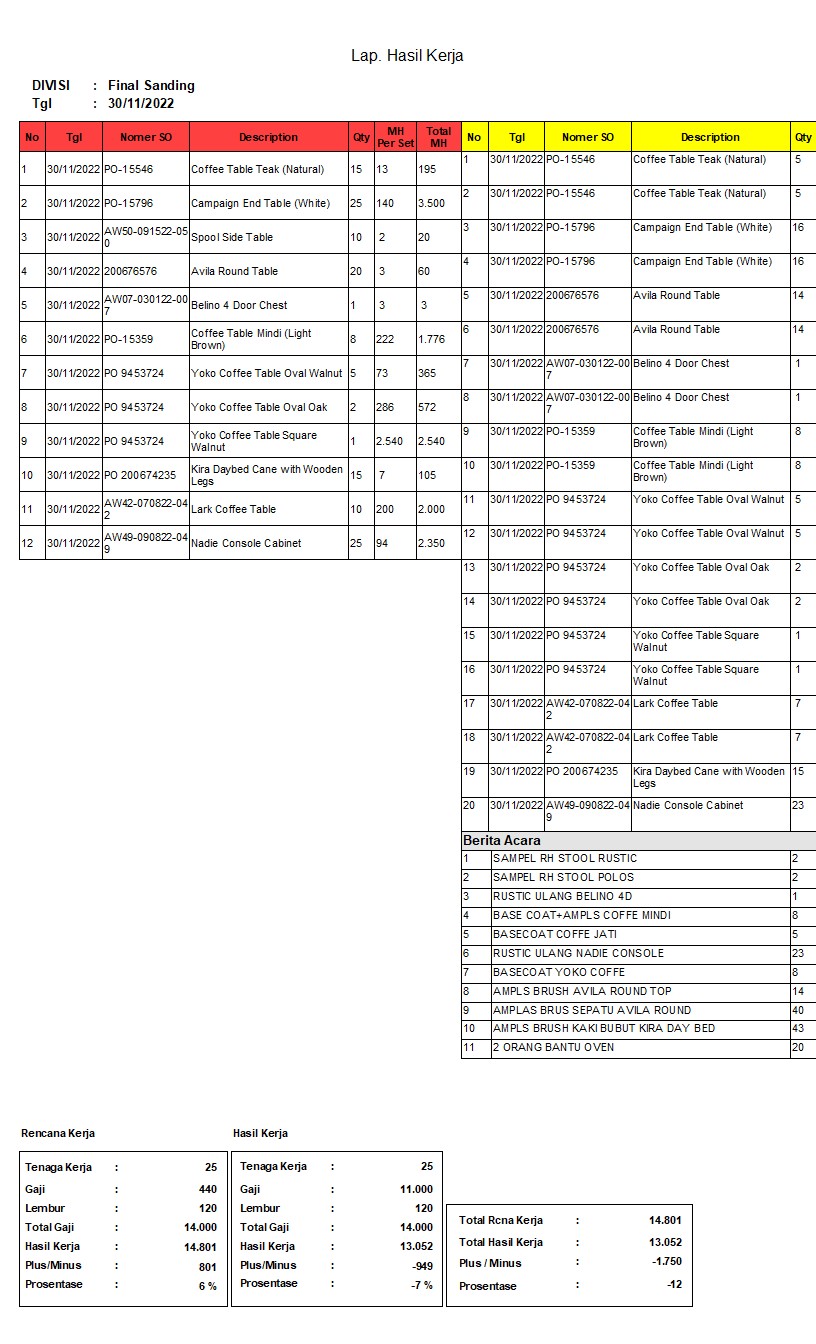 Lap. Hasil Kerja
DIVISI : Final Sanding
Tgl : 30/11/2022
No Tgl Nomer SO Description Qty MH Per Set Total MH
1 30/11/2022 PO-15546 Coffee Table Teak (Natural) 15 13 195
2 30/11/2022 PO-15796 Campaign End Table (White) 25 140 3.500
3 30/11/2022 AW50-091522-050 Spool Side Table 10 2 20
4 30/11/2022 200676576 Avila Round Table 20 3 60
5 30/11/2022 AW07-030122-007 Belino 4 Door Chest 1 3 3
6 30/11/2022 PO-15359 Coffee Table Mindi (Light Brown) 8 222 1.776
7 30/11/2022 PO 9453724 Yoko Coffee Table Oval Walnut 5 73 365
8 30/11/2022 PO 9453724 Yoko Coffee Table Oval Oak 2 286 572
9 30/11/2022 PO 9453724 Yoko Coffee Table Square Walnut 1 2.540 2.540
10 30/11/2022 PO 200674235 Kira Daybed Cane with Wooden Legs 15 7 105
11 30/11/2022 AW42-070822-042 Lark Coffee Table 10 200 2.000
12 30/11/2022 AW49-090822-049 Nadie Console Cabinet 25 94 2.350
No Tgl Nomer SO Description Qty
1 30/11/2022 PO-15546 Coffee Table Teak (Natural) 5
2 30/11/2022 PO-15546 Coffee Table Teak (Natural) 5
3 30/11/2022 PO-15796 Campaign End Table (White) 16
4 30/11/2022 PO-15796 Campaign End Table (White) 16
5 30/11/2022 200676576 Avila Round Table 14
6 30/11/2022 200676576 Avila Round Table 14
7 30/11/2022 AW07-030122-007 Belino 4 Door Chest 1
8 30/11/2022 AW07-030122-007 Belino 4 Door Chest 1
9 30/11/2022 PO-15359 Coffee Table Mindi (Light Brown) 8
10 30/11/2022 PO-15359 Coffee Table Mindi (Light Brown) 8
11 30/11/2022 PO 9453724 Yoko Coffee Table Oval Walnut 5
12 30/11/2022 PO 9453724 Yoko Coffee Table Oval Walnut 5
13 30/11/2022 PO 9453724 Yoko Coffee Table Oval Oak 2
14 30/11/2022 PO 9453724 Yoko Coffee Table Oval Oak 2
15 30/11/2022 PO 9453724 Yoko Coffee Table Square Walnut 1
16 30/11/2022 PO 9453724 Yoko Coffee Table Square Walnut 1
17 30/11/2022 AW42-070822-042 Lark Coffee Table 7
18 30/11/2022 AW42-070822-042 Lark Coffee Table 7
19 30/11/2022 PO 200674235 Kira Daybed Cane with Wooden Legs 15
20 30/11/2022 AW49-090822-049 Nadie Console Cabinet 23
Berita Acara
1 SAMPEL RH STOOL RUSTIC 2
2 SAMPEL RH STOOL POLOS 2
3 RUSTIC ULANG BELINO 4D 1
4 BASE COAT+AMPLS COFFE MINDI 8
5 BASECOAT COFFE JATI 5
6 RUSTIC ULANG NADIE CONSOLE 23
7 BASECOAT YOKO COFFE 8
8 AMPLS BRUSH AVILA ROUND TOP 14
9 AMPLAS BRUS SEPATU AVILA ROUND 40
10 AMPLS BRUSH KAKI BUBUT KIRA DAY BED 43
11 2 ORANG BANTU OVEN 20
Rencana Kerja
Tenaga Kerja : 25
Gaji : 440
Lembur : 120
Total Gaji : 14.000
Hasil Kerja : 14.801
Plus/Minus : 801
Prosentase : 6 %
Hasil Kerja
Tenaga Kerja : 25
Gaji : 11.000
Lembur : 120
Total Gaji : 14.000
Hasil Kerja : 13.052
Plus/Minus : -949
Prosentase : -7 %
Total Rcna Kerja : 14.801
Total Hasil Kerja : 13.052
Plus / Minus : -1.750
Prosentase : -12